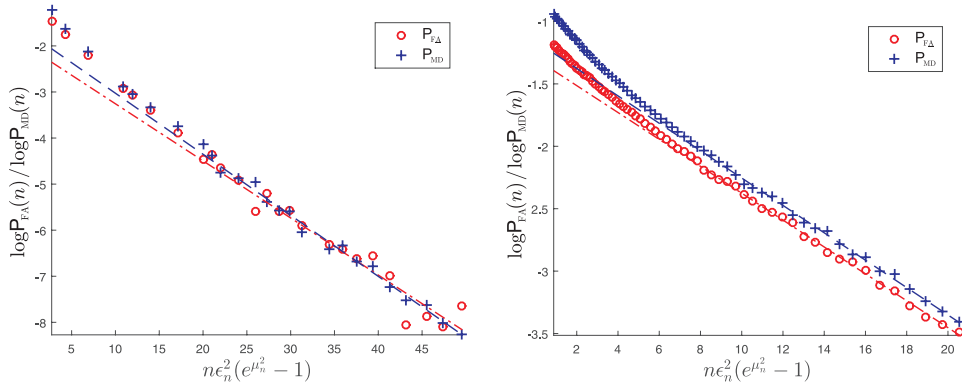 P_FA
P_MD
-2
-3
-4
-5
-6
-7
-8
5 10 15 20 25 30 35 40 45
logP_FA(n) / logP_MD(n)
nϵ_n^2(e^{μ_n^2} − 1)
P_FA
P_MD
-1
-1.5
-2
-2.5
-3
-3.5
2 4 6 8 10 12 14 16 18 20
logP_FA(n) / logP_MD(n)
nϵ_n^2(e^{μ_n^2} − 1)